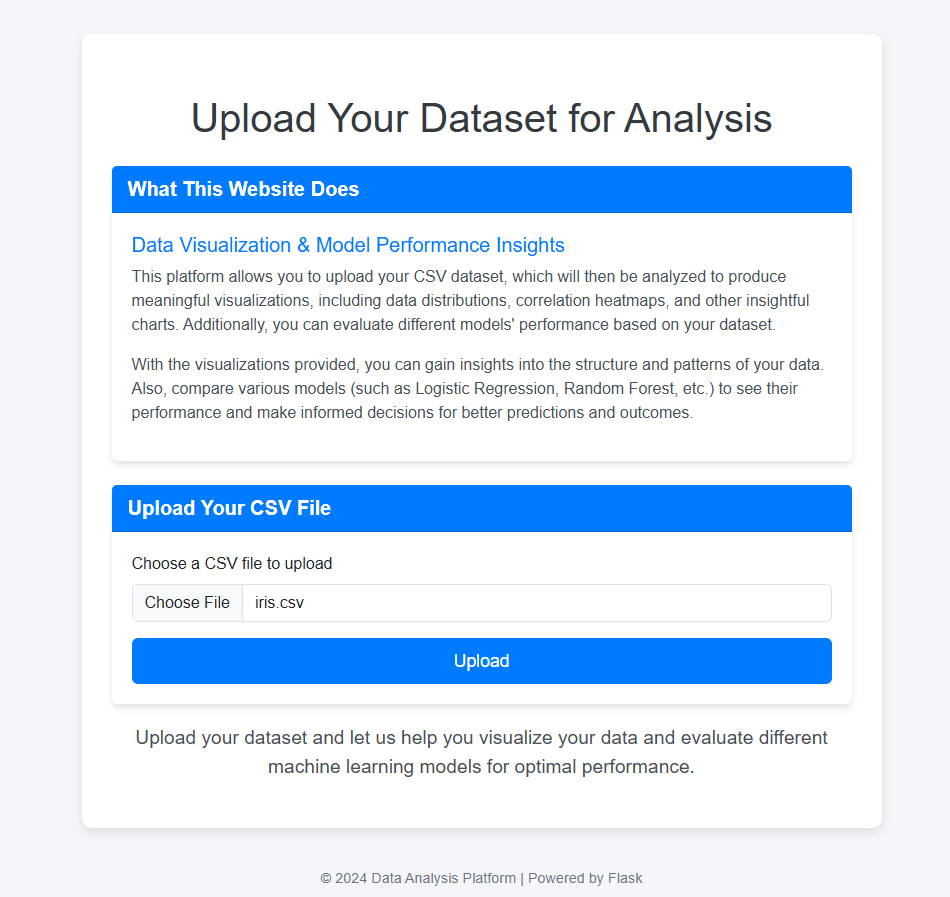 Upload Your Dataset for Analysis
What This Website Does
Data Visualization & Model Performance Insights
This platform allows you to upload your CSV dataset, which will then be analyzed to produce
meaningful visualizations, including data distributions, correlation heatmaps, and other insightful
charts. Additionally, you can evaluate different models' performance based on your dataset.
With the visualizations provided, you can gain insights into the structure and patterns of your data.
Also, compare various models (such as Logistic Regression, Random Forest, etc.) to see their
performance and make informed decisions for better predictions and outcomes.
Upload Your CSV File
Choose a CSV file to upload
Choose File iris.csv
Upload
Upload your dataset and let us help you visualize your data and evaluate different
machine learning models for optimal performance.
© 2024 Data Analysis Platform | Powered by Flask